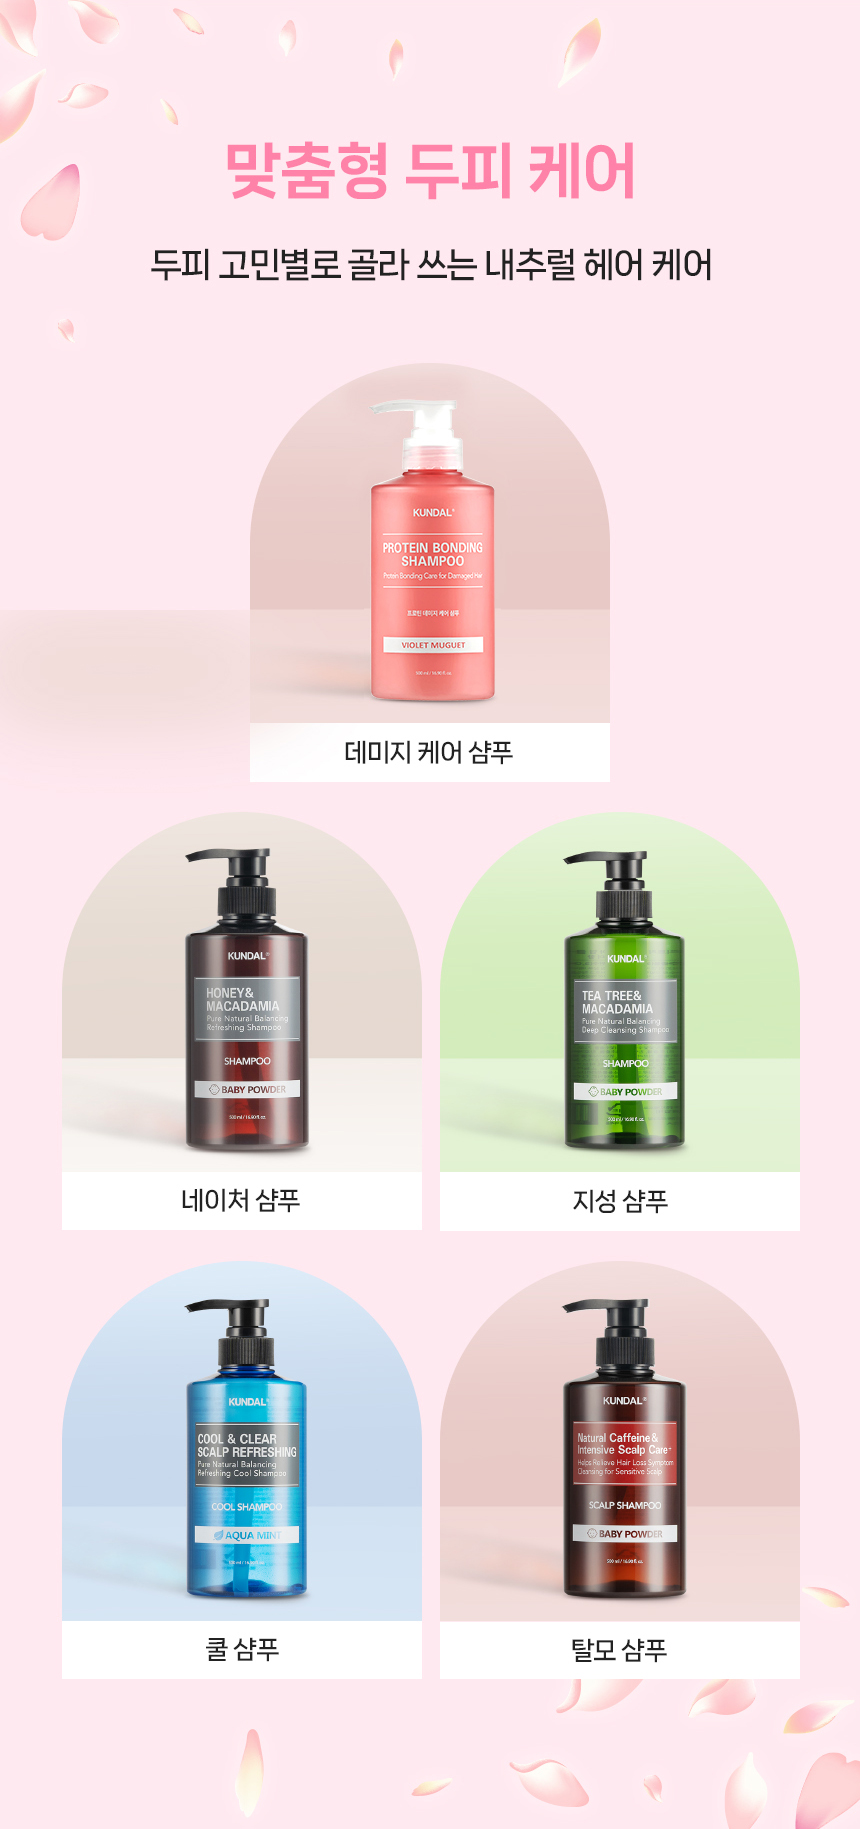 맞춤형 두피 케어
두피 고민별로 골라 쓰는 내추럴 헤어 케어
KUNDAL®
PROTEIN BONDING
SHAMPOO
Protein Bonding Care for Damaged Hair
프로틴 데미지 케어 샴푸
VIOLET MUGUET
500 ml / 16.90 fl. oz.
데미지 케어 샴푸
KUNDAL®
HONEY&
MACADAMIA
Pure Natural Balancing
Refreshing Shampoo
SHAMPOO
BABY POWDER
500 ml / 16.90 fl. oz.
네이처 샴푸
KUNDAL®
TEA TREE&
MACADAMIA
Pure Natural Balancing
Deep Cleansing Shampoo
SHAMPOO
BABY POWDER
500 ml / 16.90 fl. oz.
지성 샴푸
KUNDAL®
COOL & CLEAR
SCALP REFRESHING
Pure Natural Balancing
Refreshing Cool Shampoo
COOL SHAMPOO
AQUA MINT
쿨 샴푸
KUNDAL®
Natural Caffeine &
Intensive Scalp Care+
Helps Relieve Hair Loss Symptom
Cleansing for Sensitive Scalp
SCALP SHAMPOO
BABY POWDER
500 ml / 16.90 fl. oz.
탈모 샴푸